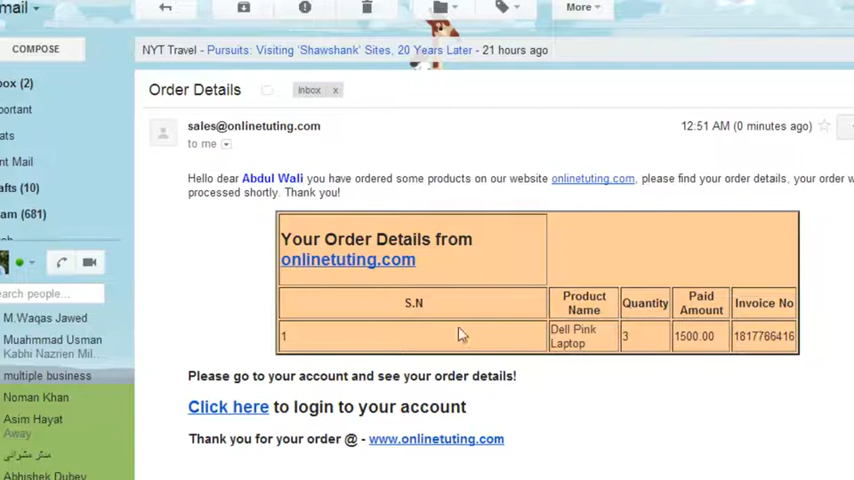 mail
More
COMPOSE
NYT Travel - Pursuits: Visiting 'Shawshank' Sites, 20 Years Later - 21 hours ago
box (2)
Order Details
Inbox x
portant
sales@onlinetuting.com
12:51 AM (0 minutes ago)
ats
to me
nt Mail
afts (10)
Hello dear Abdul Wali you have ordered some products on our website onlinetuting.com, please find your order details, your order w
processed shortly. Thank you!
am (681)
Your Order Details from
onlinetuting.com
earch people...
S.N
Product
Name
Quantity
Paid
Amount
Invoice No
1
Dell Pink
Laptop
3
1500.00
1817766416
M.Waqas Jawed
Muahmmad Usman
Kabhi Nazrien Mil...
multiple business
Please go to your account and see your order details!
Noman Khan
Click here to login to your account
Asim Hayat
Away
Thank you for your order @ - www.onlinetuting.com
Abhishek Dubey